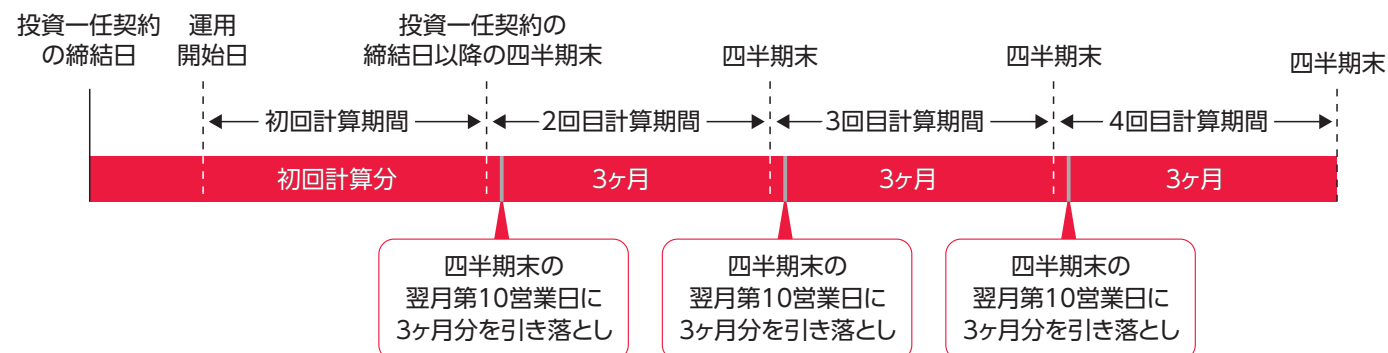 投資一任契約
の締結日
運用
開始日
投資一任契約の
締結日以降の四半期末
四半期末
四半期末
四半期末
初回計算期間
2回目計算期間
3回目計算期間
4回目計算期間
初回計算分
3ヶ月
3ヶ月
3ヶ月
四半期末の
翌月第10営業日に
3ヶ月分を引き落とし
四半期末の
翌月第10営業日に
3ヶ月分を引き落とし
四半期末の
翌月第10営業日に
3ヶ月分を引き落とし